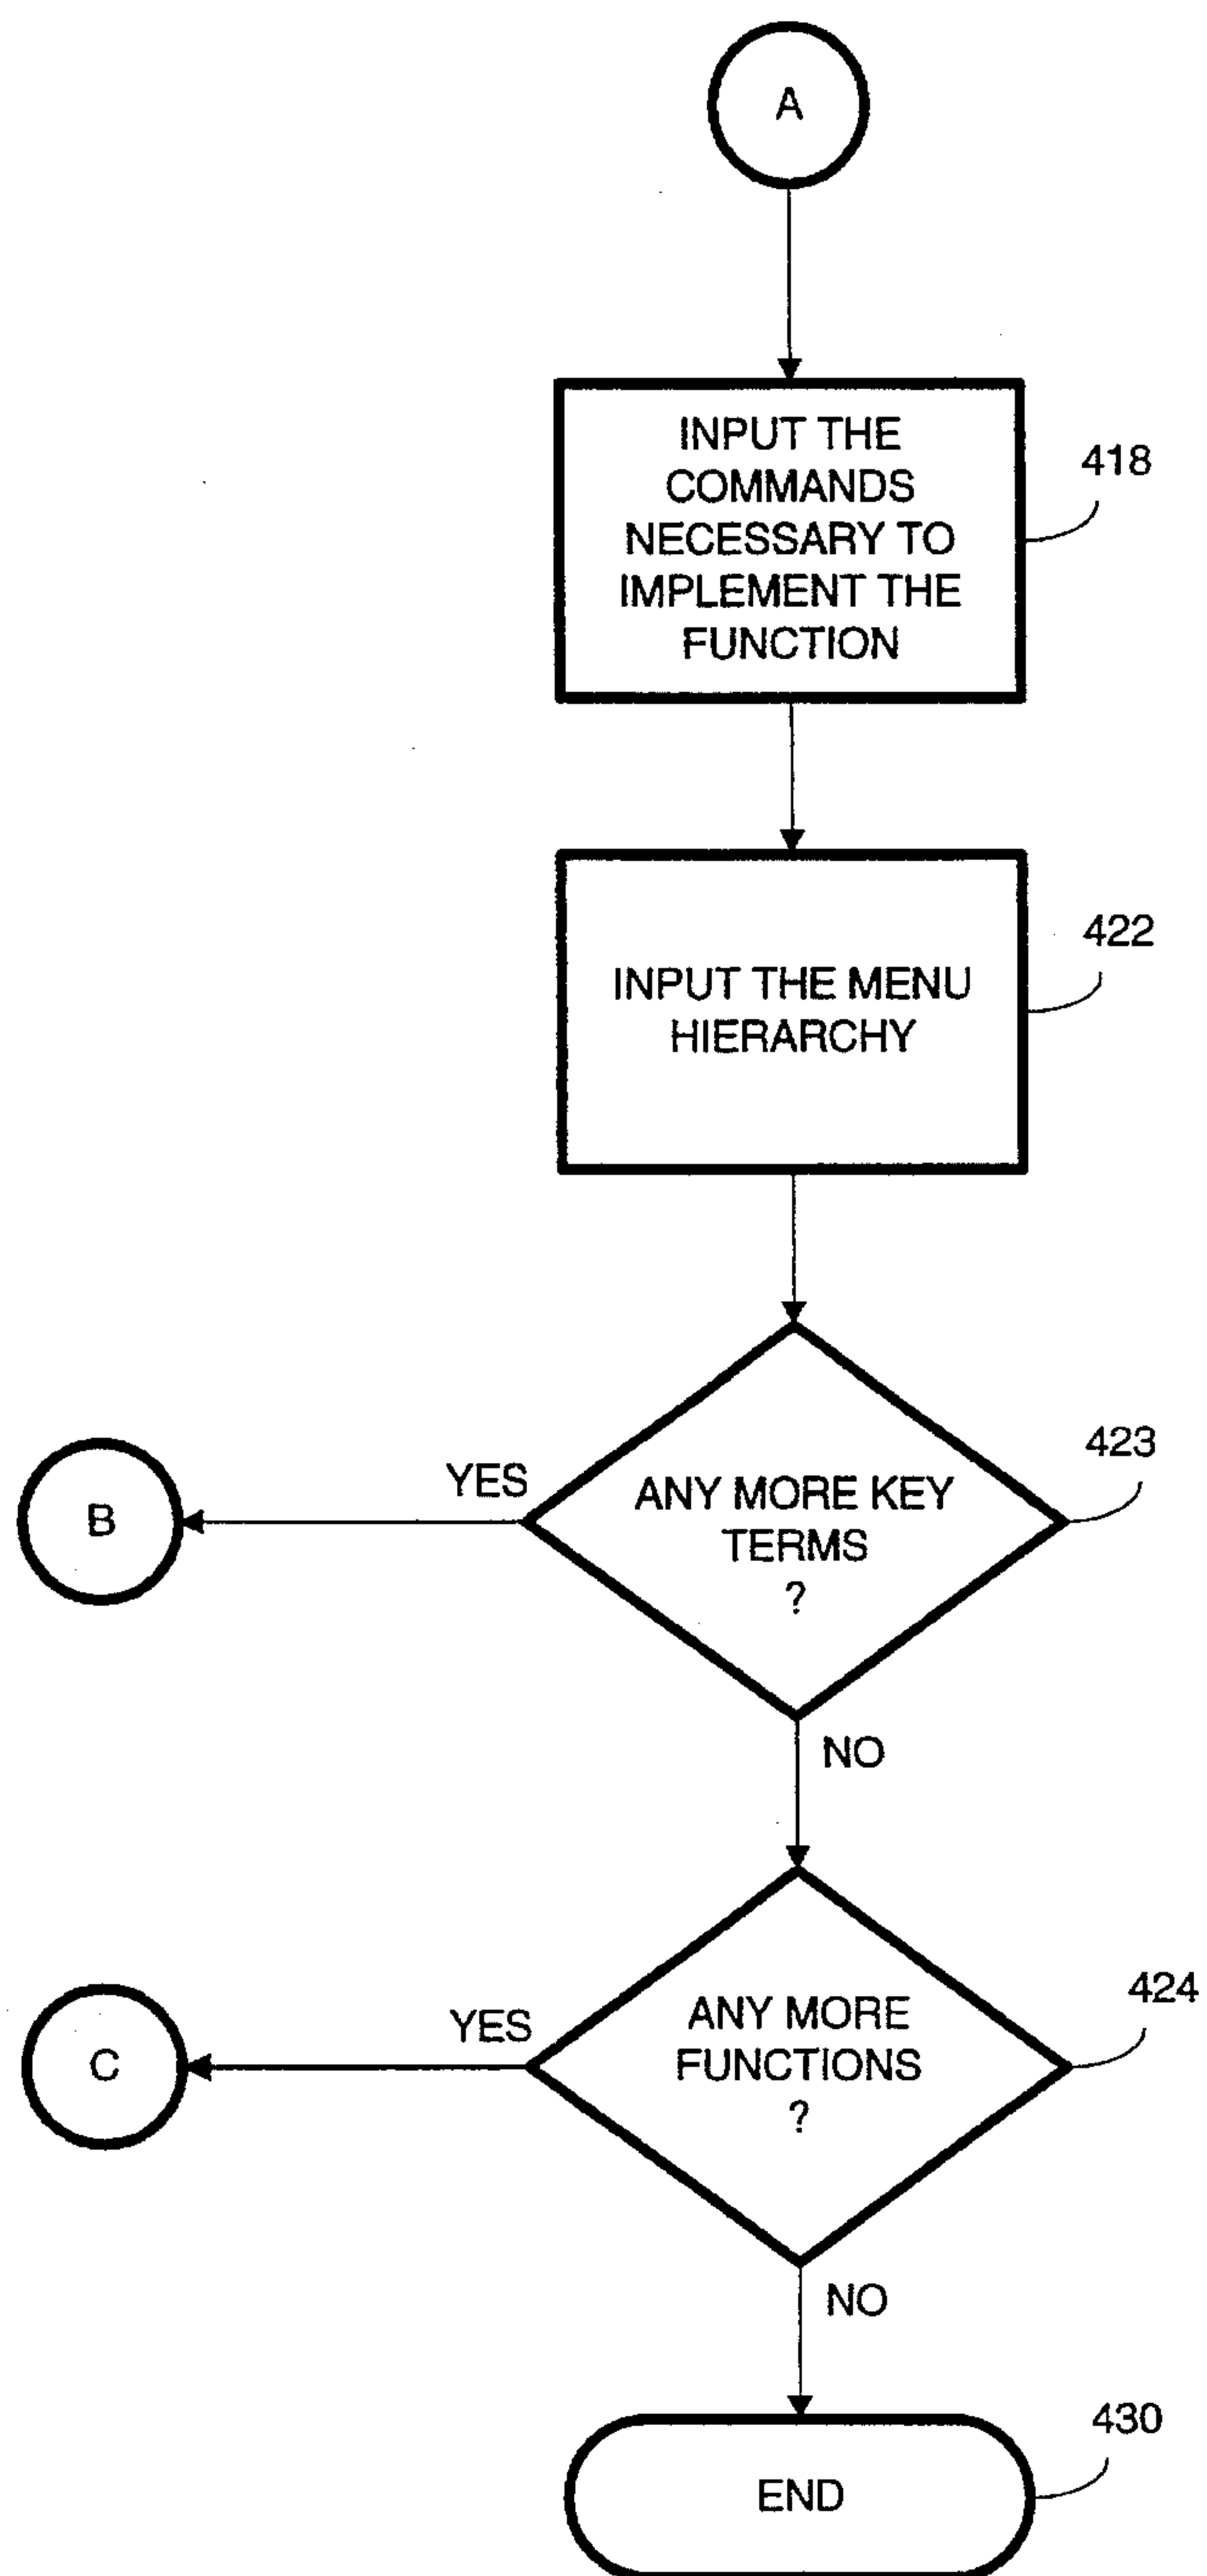 A
INPUT THE
COMMANDS
NECESSARY TO
IMPLEMENT THE
FUNCTION
418
INPUT THE MENU
HIERARCHY
422
ANY MORE KEY
TERMS
?
423
YES
B
NO
ANY MORE
FUNCTIONS
?
424
YES
C
NO
END
430